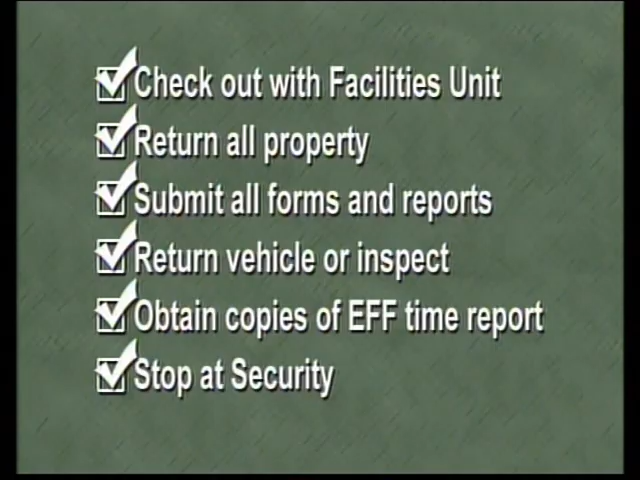 Check out with Facilities Unit
Return all property
Submit all forms and reports
Return vehicle or inspect
Obtain copies of EFF time report
Stop at Security